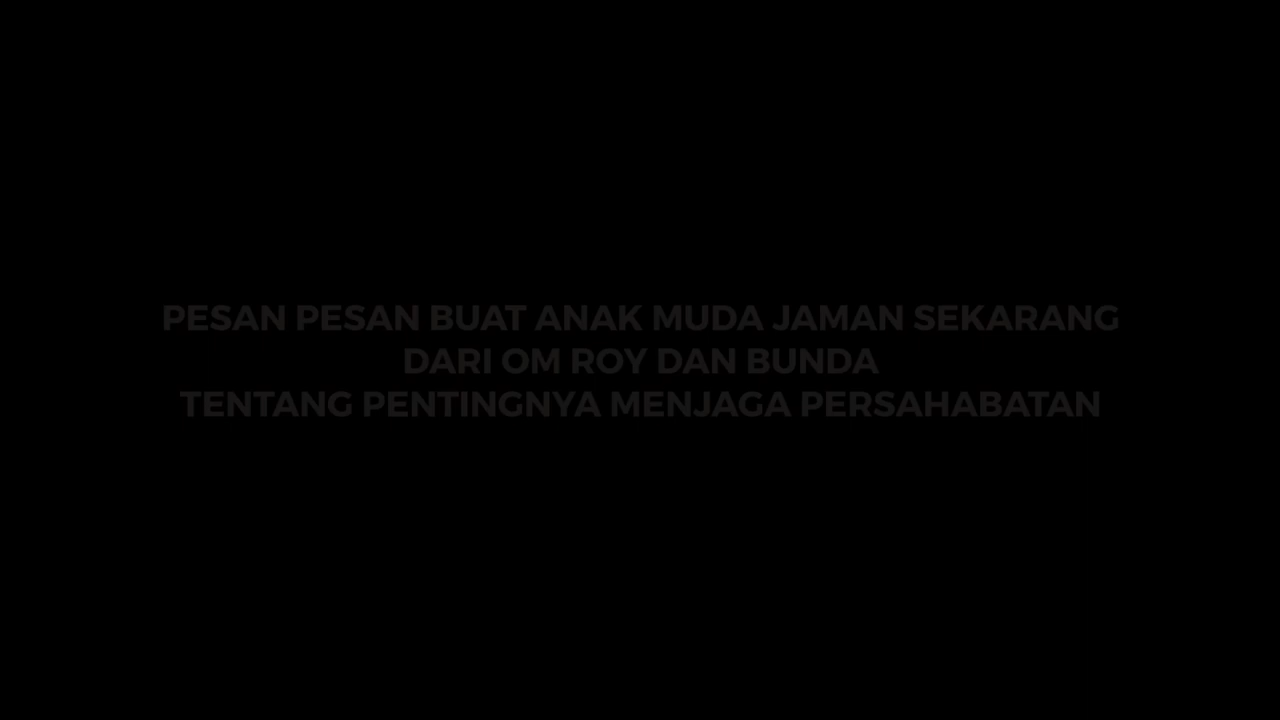 PESAN PESAN BUAT ANAK MUDA JAMAN SEKARANG
DARI OM ROY DAN BUNDA
TENTANG PENTINGNYA MENJAGA PERSAHABATAN